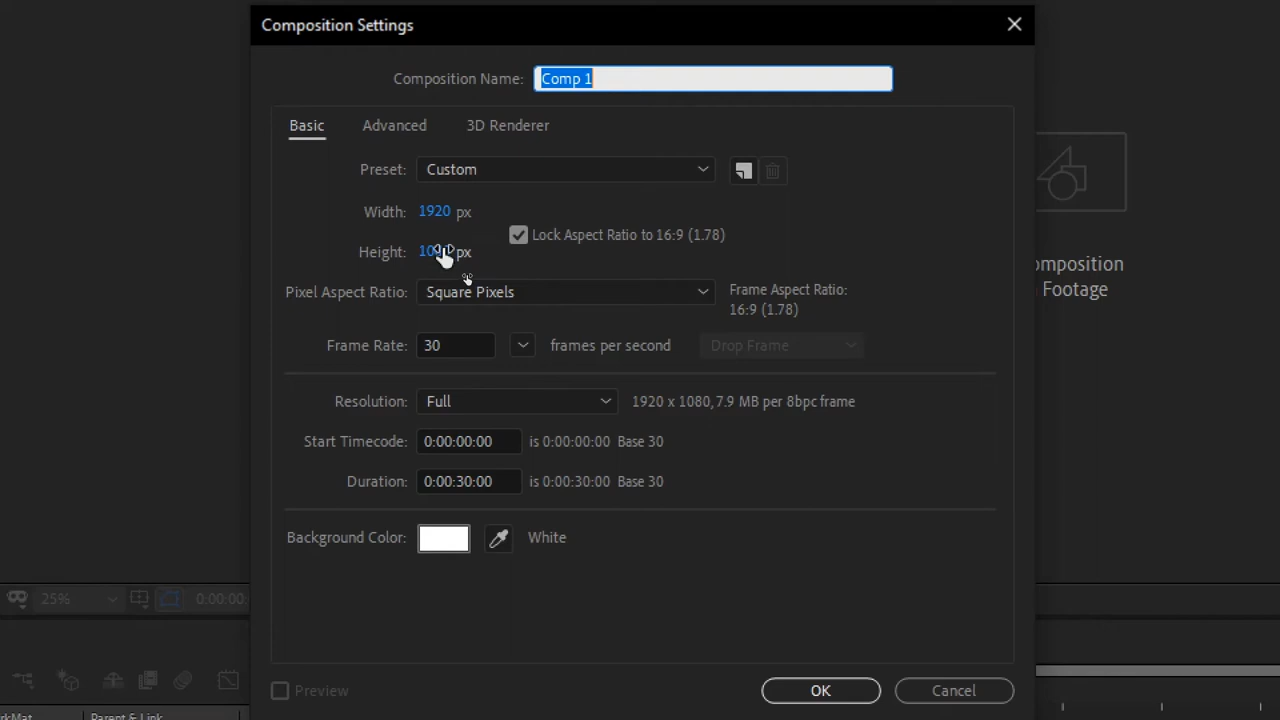 Composition Settings
Composition Name: Comp 1
Basic Advanced 3D Renderer
Preset: Custom
Width: 1920 px
Lock Aspect Ratio to 16:9 (1.78)
Height: px
Pixel Aspect Ratio: Square Pixels
Frame Aspect Ratio:
16:9 (1.78)
Frame Rate: 30 frames per second Drop Frame
Resolution: Full 1920 x 1080, 7.9 MB per 8bpc frame
Start Timecode: 0:00:00:00 is 0:00:00:00 Base 30
Duration: 0:00:30:00 is 0:00:30:00 Base 30
Background Color: White
Preview OK Cancel
omposition
Footage
25% 0:00:00
Parent & Link